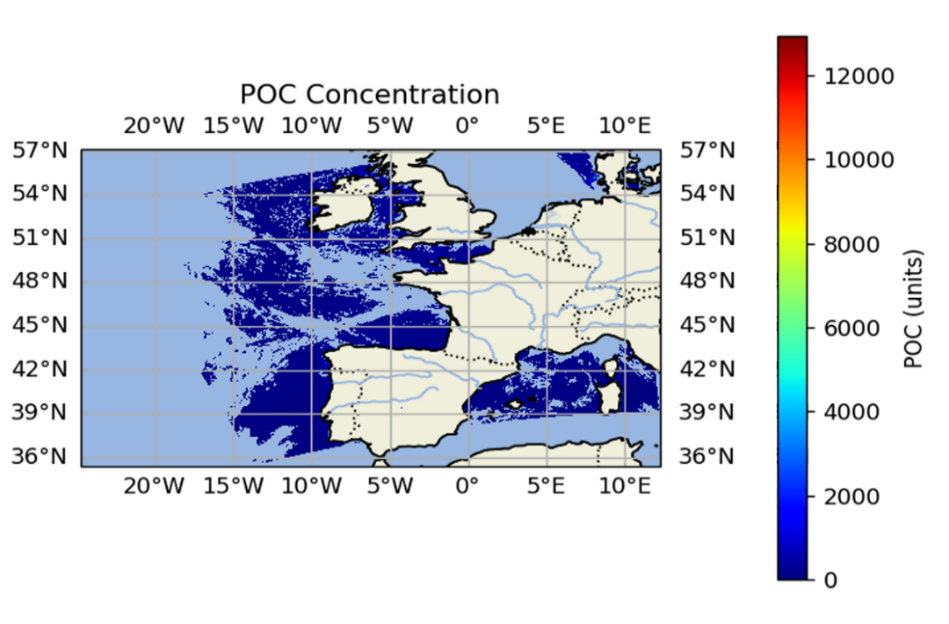 POC Concentration
20°W 15°W 10°W 5°W 0° 5°E 10°E
57°N 57°N
54°N 54°N
51°N 51°N
48°N 48°N
45°N 45°N
42°N 42°N
39°N 39°N
36°N 36°N
20°W 15°W 10°W 5°W 0° 5°E 10°E
12000
10000
8000
6000
4000
2000
0
POC (units)